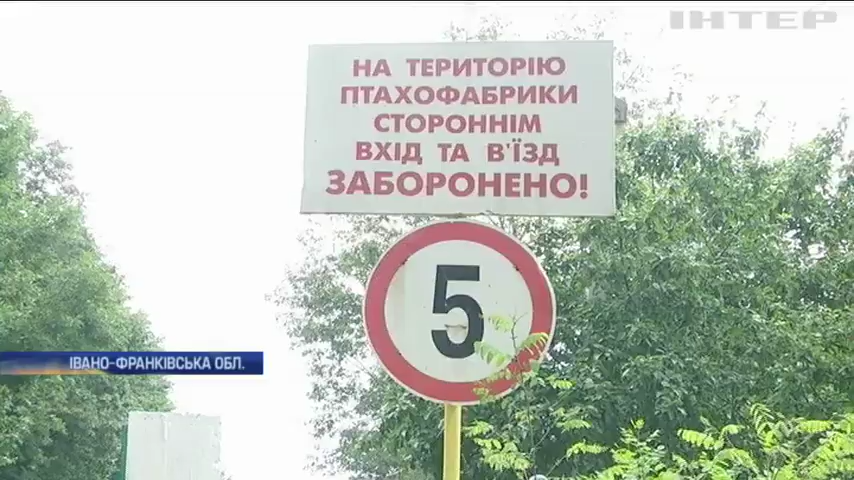 ІНТЕР
НА ТЕРИТОРІЮ
ПТАХОФАБРИКИ
СТОРОННІМ
ВХІД ТА В'ЇЗД
ЗАБОРОНЕНО!
5
ІВАНО-ФРАНКІВСЬКА ОБЛ.